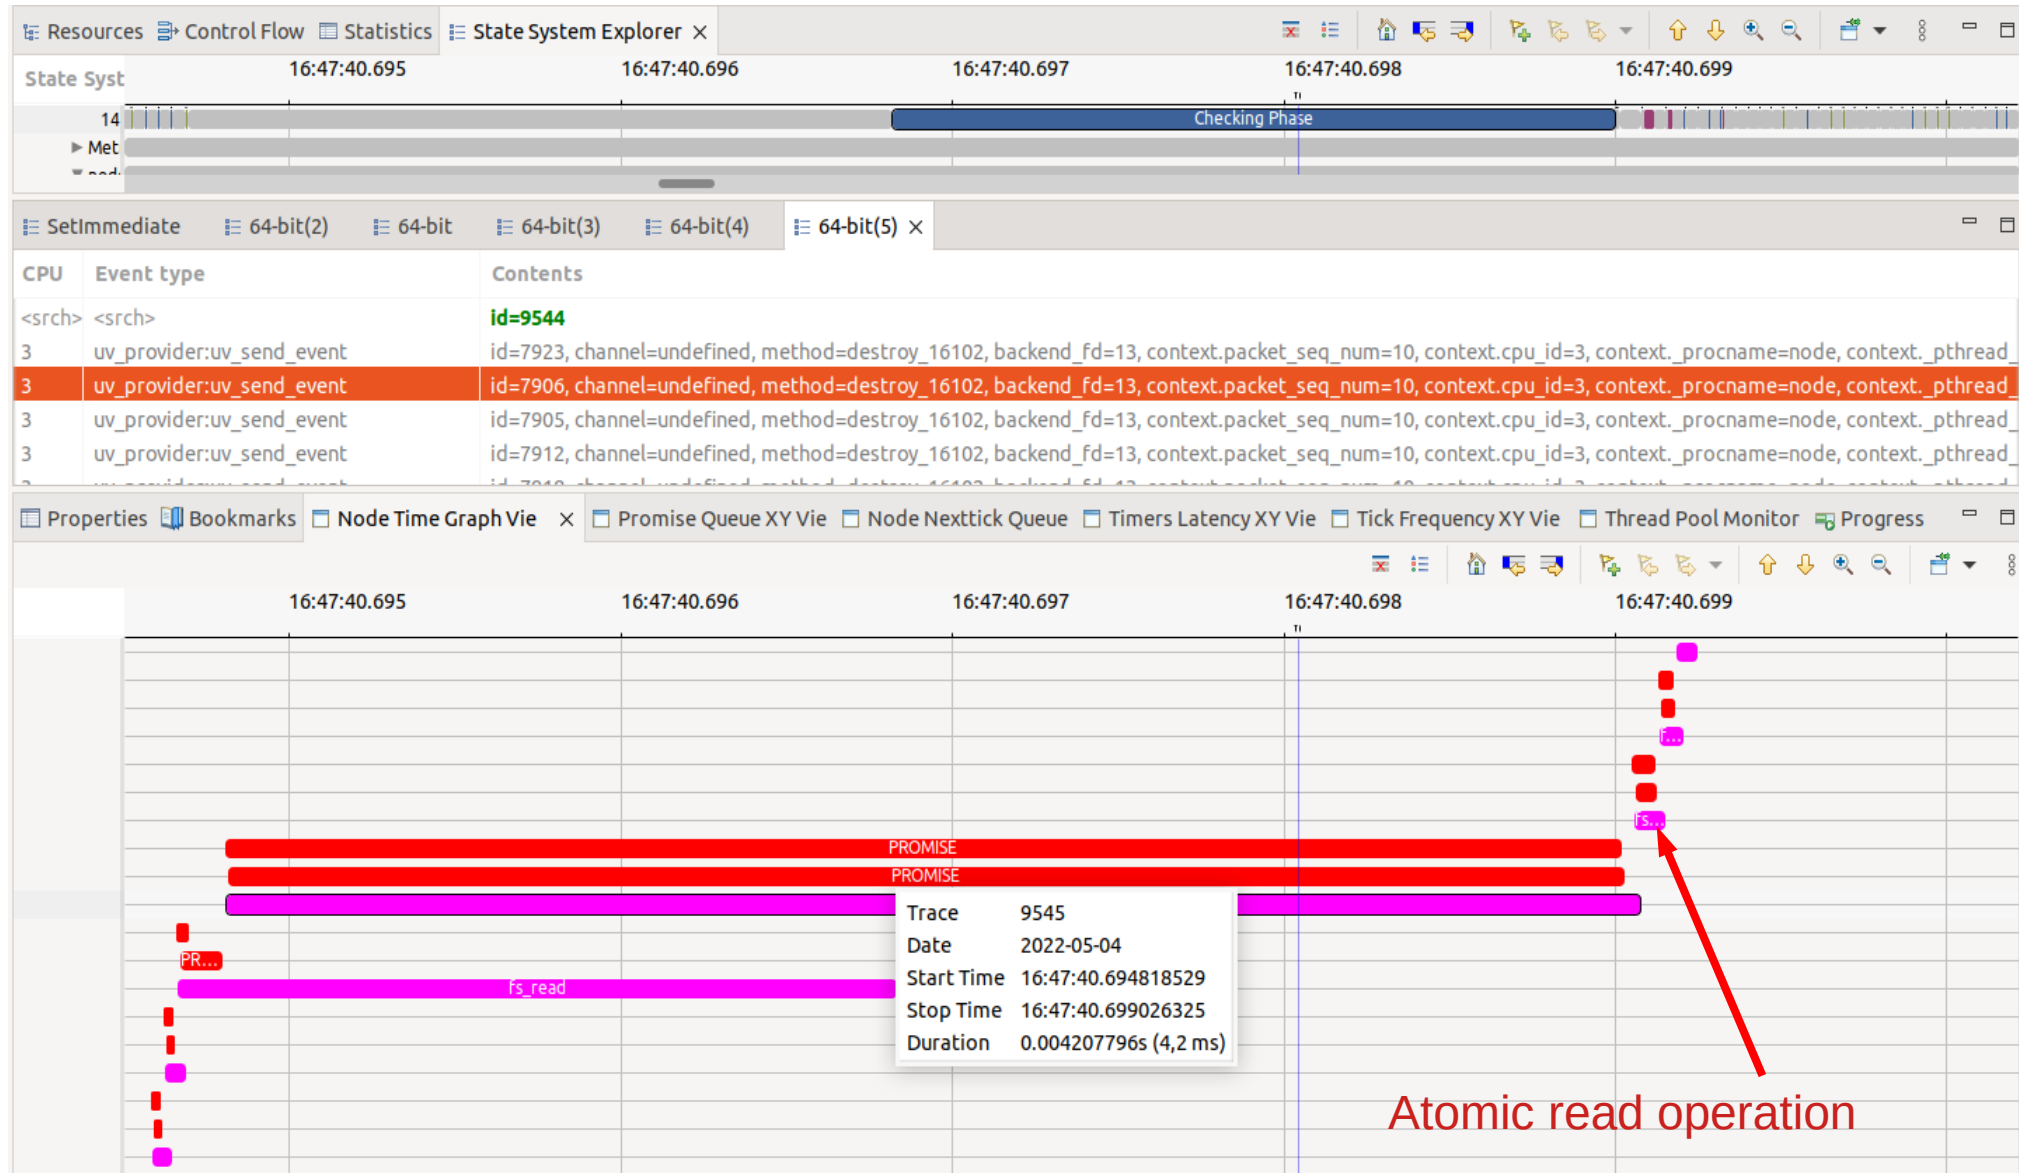 Resources Control Flow Statistics State System Explorer
State Syst
16:47:40.695 16:47:40.696 16:47:40.697 16:47:40.698 16:47:40.699
14 Checking Phase
Met
SetImmediate 64-bit(2) 64-bit 64-bit(3) 64-bit(4) 64-bit(5)
CPU Event type Contents
<srch> <srch> id=9544
3 uv_provider:uv_send_event id=7923, channel=undefined, method=destroy_16102, backend_fd=13, context.packet_seq_num=10, context.cpu_id=3, context._procname=node, context._pthread_
3 uv_provider:uv_send_event id=7906, channel=undefined, method=destroy_16102, backend_fd=13, context.packet_seq_num=10, context.cpu_id=3, context._procname=node, context._pthread_
3 uv_provider:uv_send_event id=7905, channel=undefined, method=destroy_16102, backend_fd=13, context.packet_seq_num=10, context.cpu_id=3, context._procname=node, context._pthread_
3 uv_provider:uv_send_event id=7912, channel=undefined, method=destroy_16102, backend_fd=13, context.packet_seq_num=10, context.cpu_id=3, context._procname=node, context._pthread_
Properties Bookmarks Node Time Graph Vie Promise Queue XY Vie Node Nexttick Queue Timers Latency XY Vie Tick Frequency XY Vie Thread Pool Monitor Progress
16:47:40.695 16:47:40.696 16:47:40.697 16:47:40.698 16:47:40.699
f...
fs...
PROMISE
PROMISE
Trace 9545
Date 2022-05-04
Start Time 16:47:40.694818529
Stop Time 16:47:40.699026325
Duration 0.004207796s (4,2 ms)
PR...
fs_read
Atomic read operation